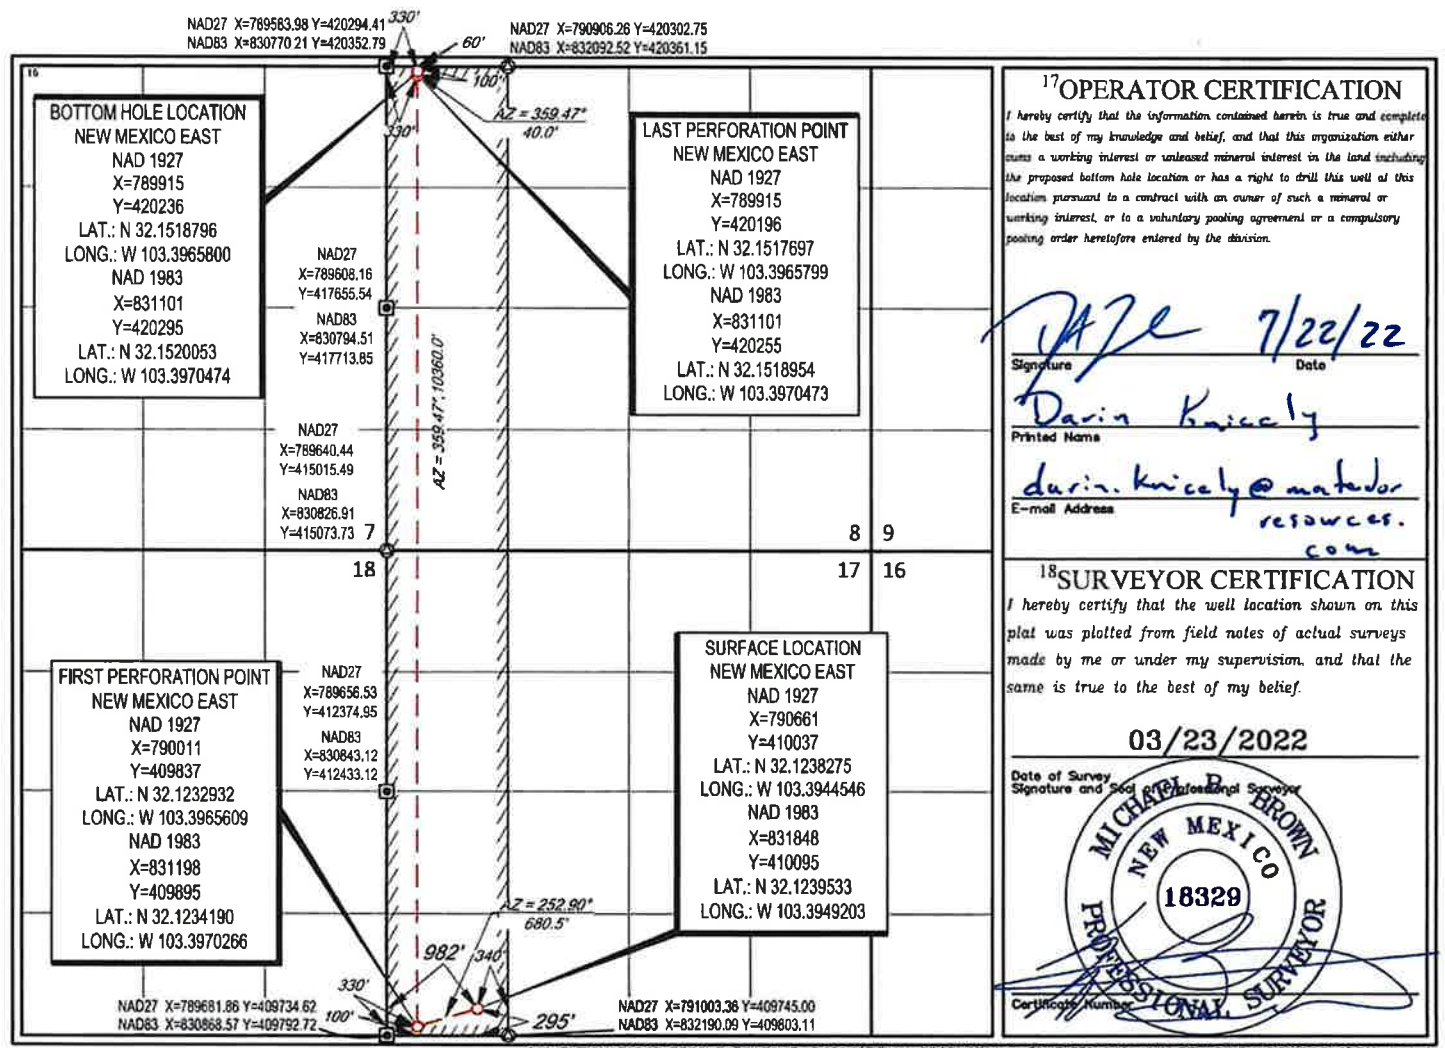 NAD27 X=789583.98 Y=420294.41
NAD83 X=830770.21 Y=420352.79
330'
60'
NAD27 X=790906.26 Y=420302.75
NAD83 X=832092.52 Y=420361.15
16
100'
330'
AZ = 359.47°
40.0'
BOTTOM HOLE LOCATION
NEW MEXICO EAST
NAD 1927
X=789915
Y=420236
LAT.: N 32.1518796
LONG.: W 103.3965800
NAD 1983
X=831101
Y=420295
LAT.: N 32.1520053
LONG.: W 103.3970474
LAST PERFORATION POINT
NEW MEXICO EAST
NAD 1927
X=789915
Y=420196
LAT.: N 32.1517697
LONG.: W 103.3965799
NAD 1983
X=831101
Y=420255
LAT.: N 32.1518954
LONG.: W 103.3970473
NAD27
X=789608.16
Y=417655.54
NAD83
X=830794.51
Y=417713.85
AZ = 359.47°, 10360.0'
NAD27
X=789640.44
Y=415015.49
NAD83
X=830826.91
Y=415073.73
7
8 9
18
17 16
NAD27
X=789656.53
Y=412374.95
NAD83
X=830843.12
Y=412433.12
FIRST PERFORATION POINT
NEW MEXICO EAST
NAD 1927
X=790011
Y=409837
LAT.: N 32.1232932
LONG.: W 103.3965609
NAD 1983
X=831198
Y=409895
LAT.: N 32.1234190
LONG.: W 103.3970266
SURFACE LOCATION
NEW MEXICO EAST
NAD 1927
X=790661
Y=410037
LAT.: N 32.1238275
LONG.: W 103.3944546
NAD 1983
X=831848
Y=410095
LAT.: N 32.1239533
LONG.: W 103.3949203
AZ = 252.90°
680.5'
982'
340'
330'
NAD27 X=789681.86 Y=409734.62
NAD83 X=830868.57 Y=409792.72
100'
295'
NAD27 X=791003.36 Y=409745.00
NAD83 X=832190.09 Y=409803.11
17OPERATOR CERTIFICATION
I hereby certify that the information contained herein is true and complete
to the best of my knowledge and belief, and that this organization either
owns a working interest or unleased mineral interest in the land including
the proposed bottom hole location or has a right to drill this well at this
location pursuant to a contract with an owner of such a mineral or
working interest, or to a voluntary pooling agreement or a compulsory
pooling order heretofore entered by the division.
7/22/22
Signature Date
Darin Knicely
Printed Name
darin.knicely@matador
E-mail Address
resources.
com
18SURVEYOR CERTIFICATION
I hereby certify that the well location shown on this
plat was plotted from field notes of actual surveys
made by me or under my supervision, and that the
same is true to the best of my belief.
03/23/2022
Date of Survey
Signature and Seal of Professional Surveyor
MICHAEL B. BROWN
NEW MEXICO
18329
PROFESSIONAL SURVEYOR
Certificate Number